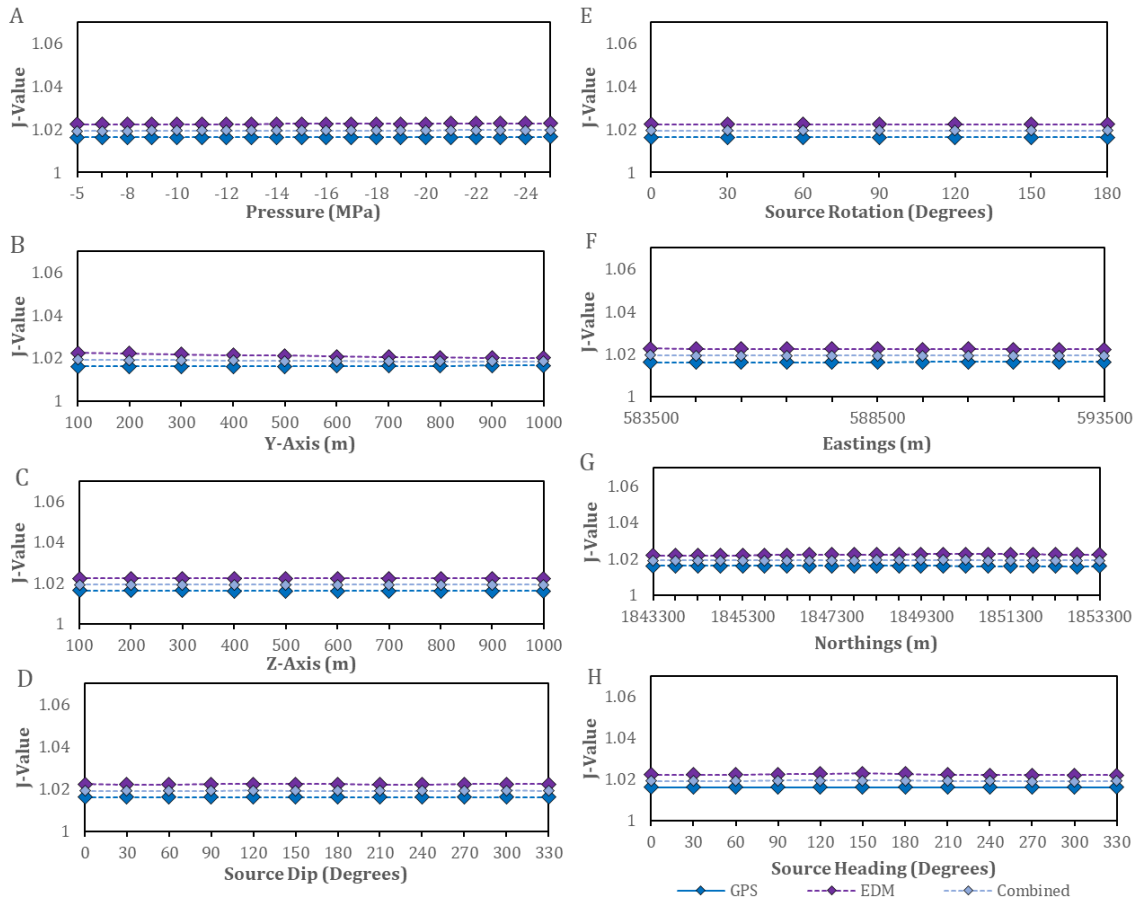 A
J-Value
1.06
1.04
1.02
1
-5 -8 -10 -12 -14 -16 -18 -20 -22 -24
Pressure (MPa)
B
J-Value
1.06
1.04
1.02
1
100 200 300 400 500 600 700 800 900 1000
Y-Axis (m)
C
J-Value
1.06
1.04
1.02
1
100 200 300 400 500 600 700 800 900 1000
Z-Axis (m)
D
J-Value
1.06
1.04
1.02
1
0 30 60 90 120 150 180 210 240 270 300 330
Source Dip (Degrees)
E
J-Value
1.06
1.04
1.02
1
0 30 60 90 120 150 180
Source Rotation (Degrees)
F
J-Value
1.06
1.04
1.02
1
583500 588500 593500
Eastings (m)
G
J-Value
1.06
1.04
1.02
1
1843300 1845300 1847300 1849300 1851300 1853300
Northings (m)
H
J-Value
1.06
1.04
1.02
1
0 30 60 90 120 150 180 210 240 270 300 330
Source Heading (Degrees)
GPS EDM Combined